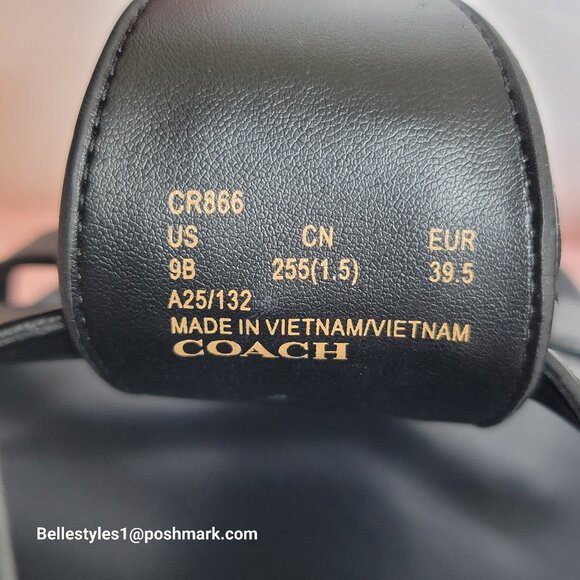 CR866
US CN EUR
9B 255(1.5) 39.5
A25/132
MADE IN VIETNAM/VIETNAM
COACH
Bellestyles1@poshmark.com